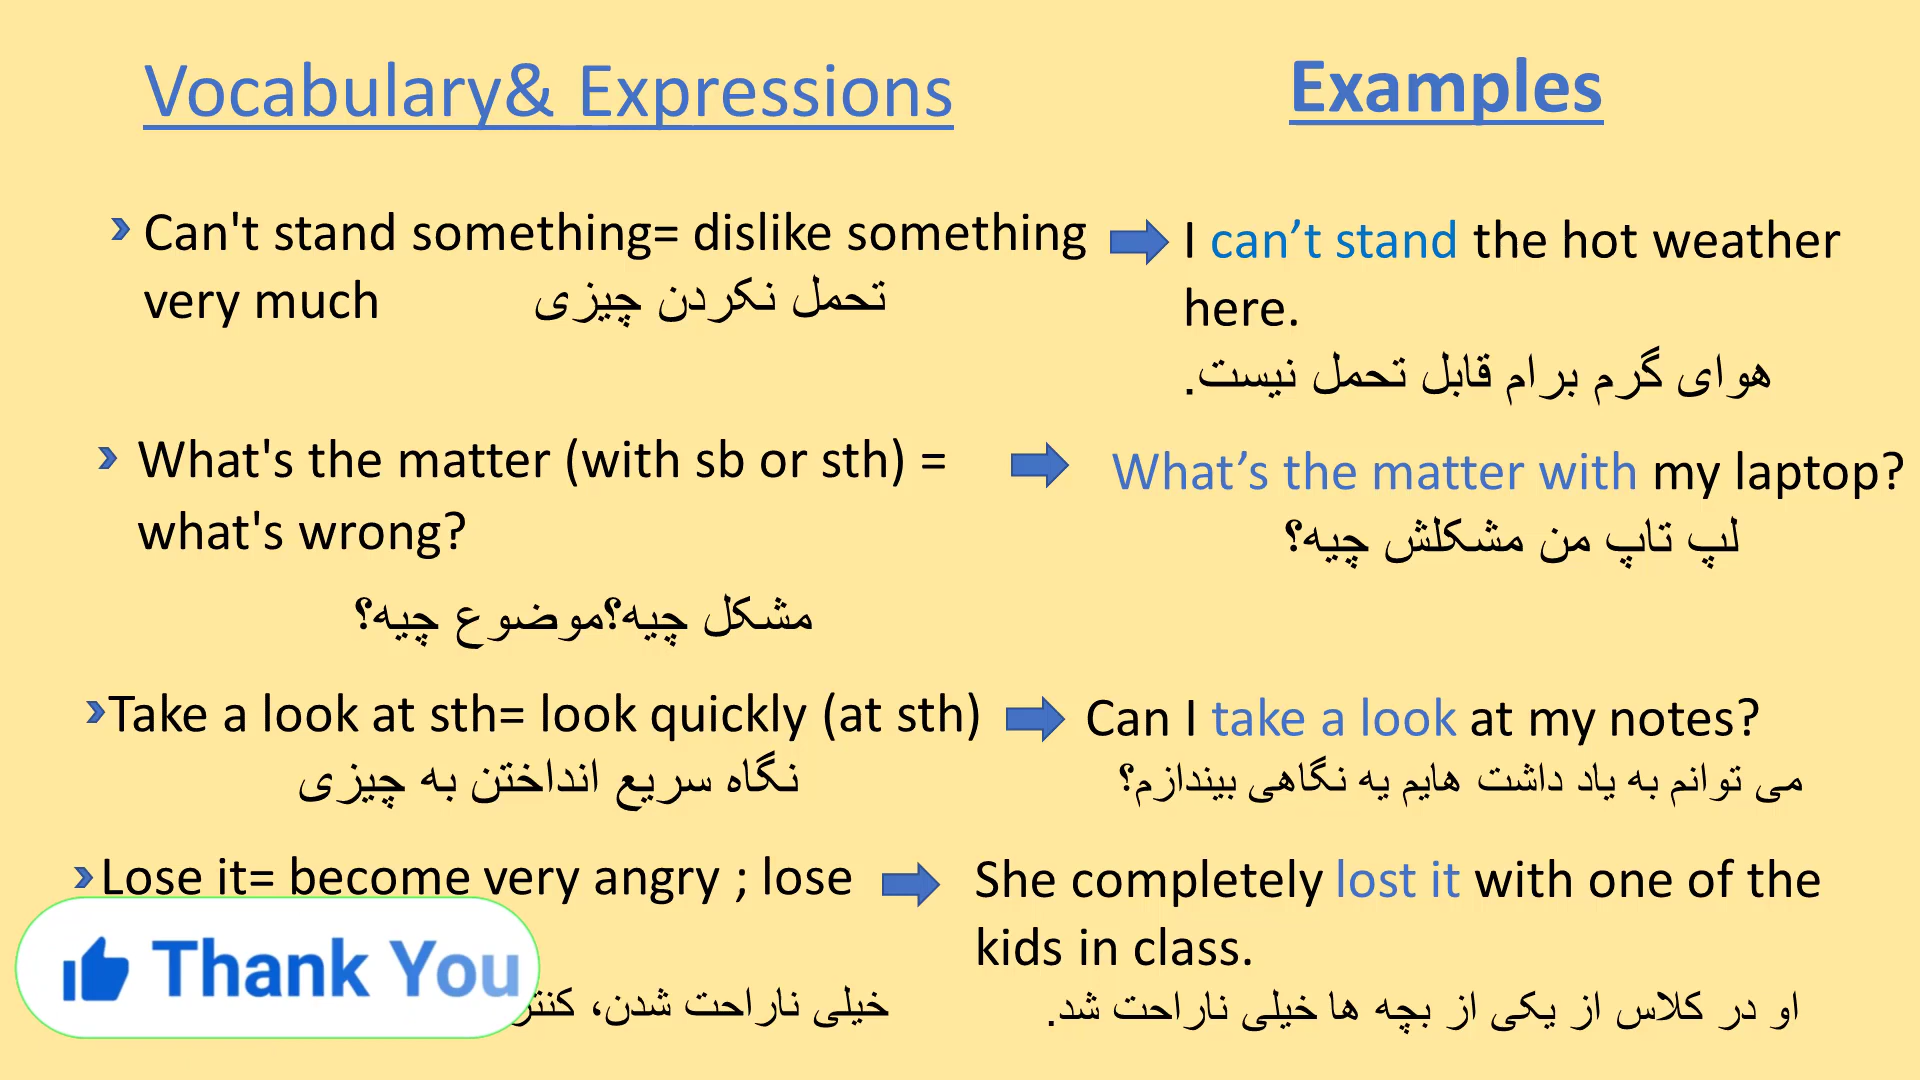 Vocabulary& Expressions
Can't stand something= dislike something
very much تحمل نکردن چیزی
What's the matter (with sb or sth) =
what's wrong?
مشکل چیه؟موضوع چیه؟
Take a look at sth= look quickly (at sth)
نگاه سریع انداختن به چیزی
Lose it= become very angry ; lose
خیلی ناراحت شدن،
Thank You
Examples
I can’t stand the hot weather
here.
هوای گرم برام قابل تحمل نیست.
What’s the matter with my laptop?
لپ تاپ من مشکلش چیه؟
Can I take a look at my notes?
می توانم به یاد داشت هایم یه نگاهی بیندازم؟
She completely lost it with one of the
kids in class.
او در کلاس از یکی از بچه ها خیلی ناراحت شد.